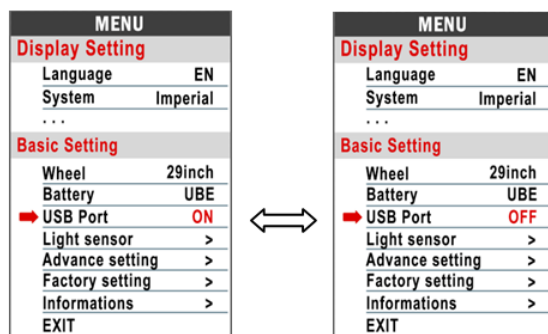 MENU
Display Setting
Language EN
System Imperial
...
Basic Setting
Wheel 29inch
Battery UBE
USB Port ON
Light sensor >
Advance setting >
Factory setting >
Informations >
EXIT
MENU
Display Setting
Language EN
System Imperial
...
Basic Setting
Wheel 29inch
Battery UBE
USB Port OFF
Light sensor >
Advance setting >
Factory setting >
Informations >
EXIT